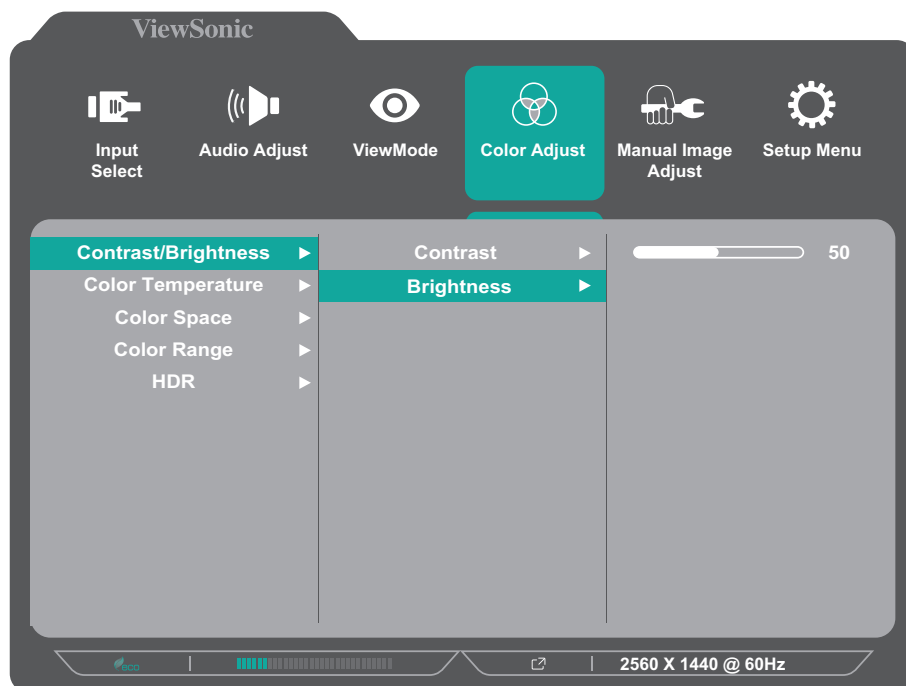 ViewSonic
Input
Select
Audio Adjust
ViewMode
Color Adjust
Manual Image
Adjust
Setup Menu
Contrast/Brightness
Color Temperature
Color Space
Color Range
HDR
Contrast
Brightness
50
eco
2560 X 1440 @ 60Hz